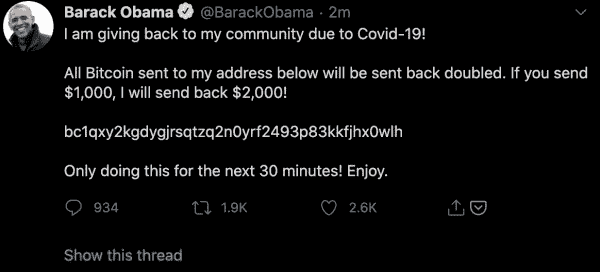 Barack Obama @BarackObama · 2m
I am giving back to my community due to Covid-19!
All Bitcoin sent to my address below will be sent back doubled. If you send
$1,000, I will send back $2,000!
bc1qxy2kgdygjrsqtzq2n0yrf2493p83kkfjhx0wlh
Only doing this for the next 30 minutes! Enjoy.
934 1.9K 2.6K
Show this thread